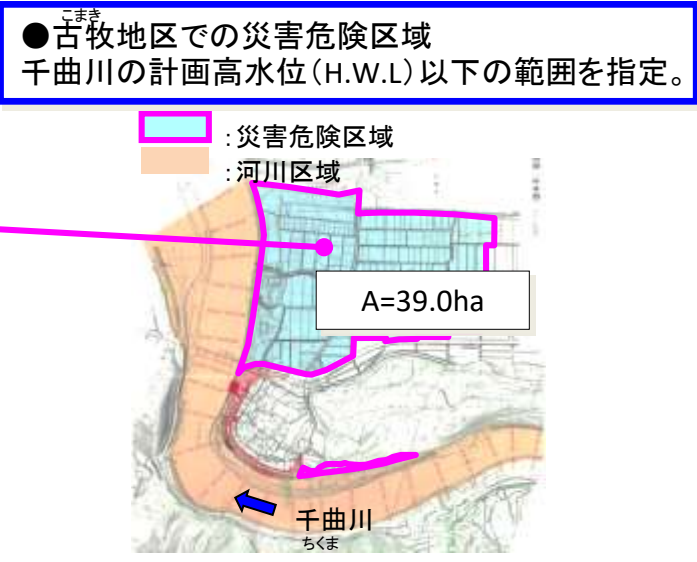 こまき
●古牧地区での災害危険区域
千曲川の計画高水位(H.W.L)以下の範囲を指定。
:災害危険区域
:河川区域
A=39.0ha
千曲川
ちくま